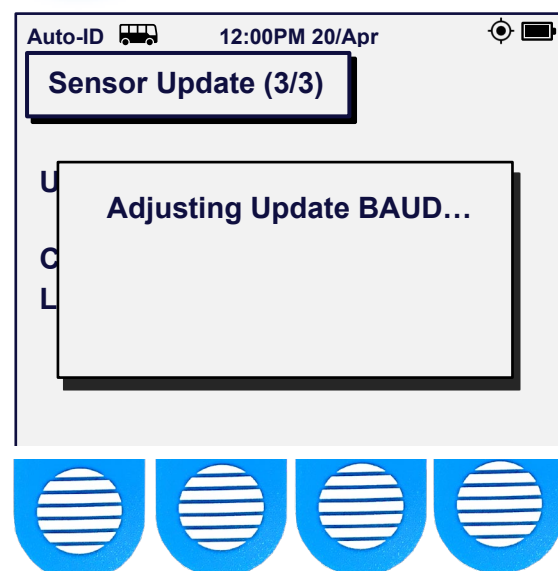 Auto-ID 12:00PM 20/Apr
Sensor Update (3/3)
U
Adjusting Update BAUD…
C
L